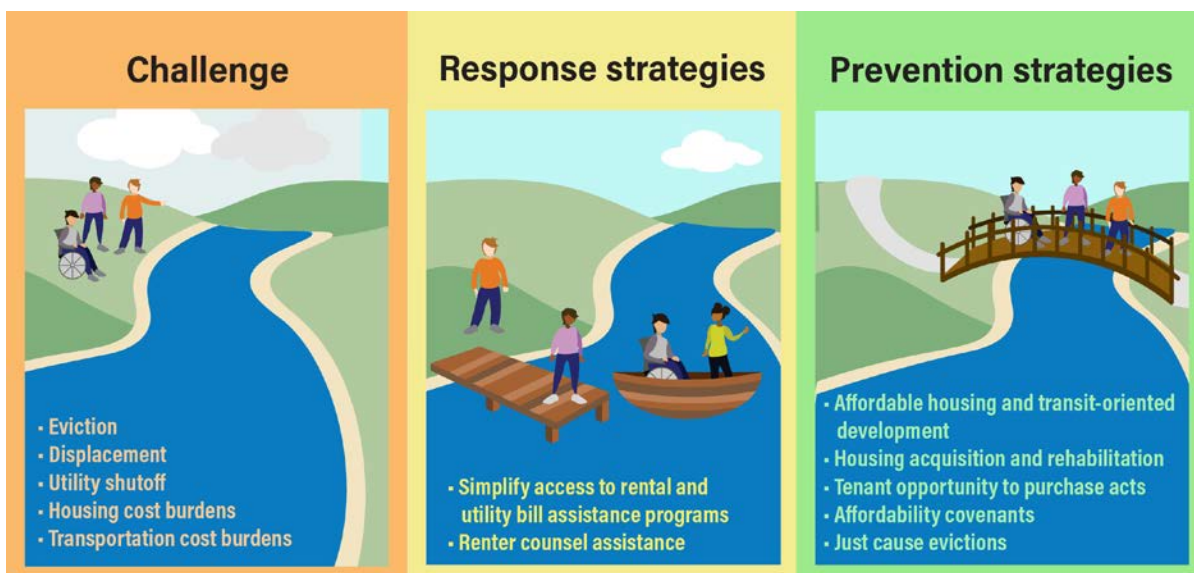 Challenge
▪ Eviction
▪ Displacement
▪ Utility shutoff
▪ Housing cost burdens
▪ Transportation cost burdens
Response strategies
▪ Simplify access to rental and
utility bill assistance programs
▪ Renter counsel assistance
Prevention strategies
▪ Affordable housing and transit-oriented
development
▪ Housing acquisition and rehabilitation
▪ Tenant opportunity to purchase acts
▪ Affordability covenants
▪ Just cause evictions